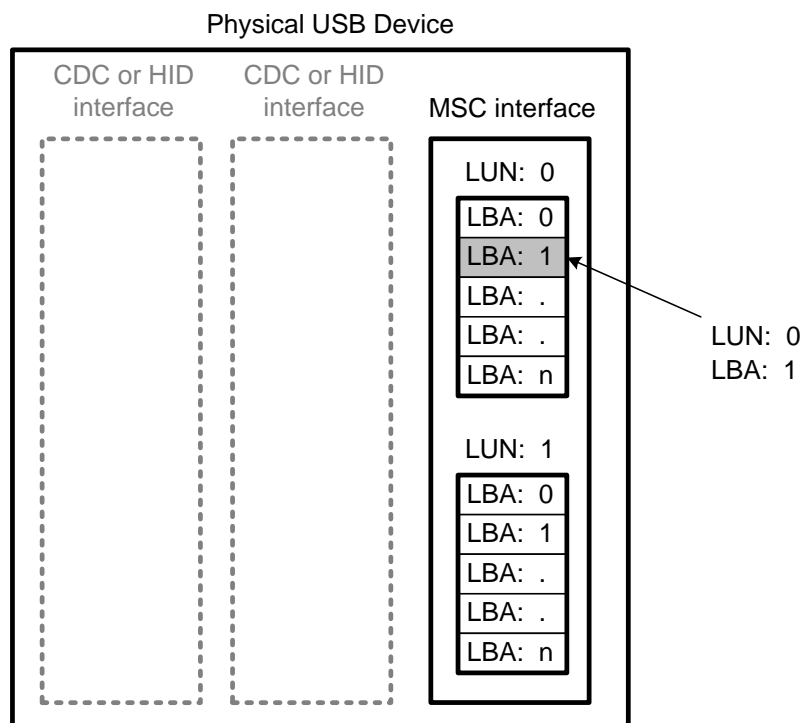 Physical USB Device
CDC or HID
interface
CDC or HID
interface
MSC interface
LUN: 0
LBA: 0
LBA: 1
LBA: .
LBA: .
LBA: n
LUN: 0
LBA: 1
LUN: 1
LBA: 0
LBA: 1
LBA: .
LBA: .
LBA: n